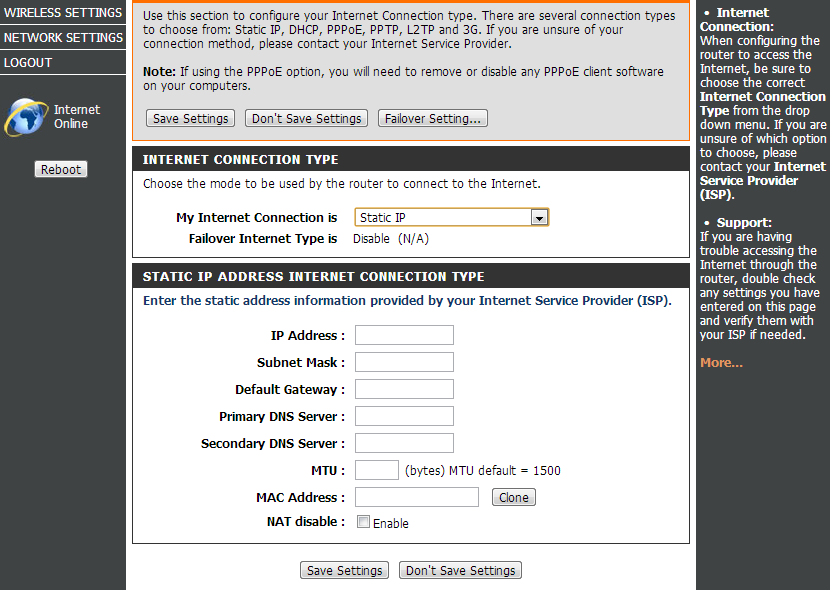 WIRELESS SETTINGS
NETWORK SETTINGS
LOGOUT
Internet
Online
Reboot
Use this section to configure your Internet Connection type. There are several connection types
to choose from: Static IP, DHCP, PPPoE, PPTP, L2TP and 3G. If you are unsure of your
connection method, please contact your Internet Service Provider.
Note: If using the PPPoE option, you will need to remove or disable any PPPoE client software
on your computers.
Save Settings Don't Save Settings Failover Setting...
INTERNET CONNECTION TYPE
Choose the mode to be used by the router to connect to the Internet.
My Internet Connection is Static IP
Failover Internet Type is Disable (N/A)
STATIC IP ADDRESS INTERNET CONNECTION TYPE
Enter the static address information provided by your Internet Service Provider (ISP).
IP Address :
Subnet Mask :
Default Gateway :
Primary DNS Server :
Secondary DNS Server :
MTU : (bytes) MTU default = 1500
MAC Address : Clone
NAT disable : Enable
Save Settings Don't Save Settings
• Internet
Connection:
When configuring the
router to access the
Internet, be sure to
choose the correct
Internet Connection
Type from the drop
down menu. If you are
unsure of which option
to choose, please
contact your Internet
Service Provider
(ISP).
• Support:
If you are having
trouble accessing the
Internet through the
router, double check
any settings you have
entered on this page
and verify them with
your ISP if needed.
More...